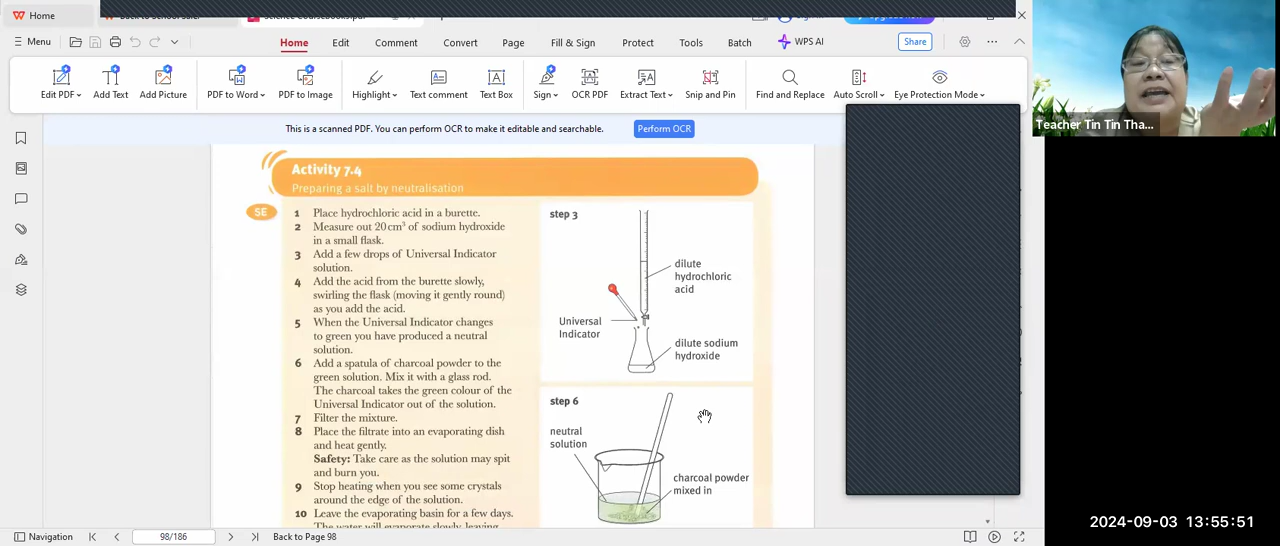 Home
Menu
Home
Edit
Comment
Convert
Page
Fill & Sign
Protect
Tools
Batch
WPS AI
Share
Edit PDF
Add Text
Add Picture
PDF to Word
PDF to Image
Highlight
Text comment
Text Box
Sign
OCR PDF
Extract Text
Snip and Pin
Find and Replace
Auto Scroll
Eye Protection Mode
This is a scanned PDF. You can perform OCR to make it editable and searchable.
Perform OCR
Teacher Tin Tin Tha...
Activity 7.4
Preparing a salt by neutralisation
SE
1 Place hydrochloric acid in a burette.
2 Measure out 20 cm³ of sodium hydroxide
in a small flask.
3 Add a few drops of Universal Indicator
solution.
4 Add the acid from the burette slowly,
swirling the flask (moving it gently round)
as you add the acid.
5 When the Universal Indicator changes
to green you have produced a neutral
solution.
6 Add a spatula of charcoal powder to the
green solution. Mix it with a glass rod.
The charcoal takes the green colour of the
Universal Indicator out of the solution.
7 Filter the mixture.
8 Place the filtrate into an evaporating dish
and heat gently.
Safety: Take care as the solution may spit
and burn you.
9 Stop heating when you see some crystals
around the edge of the solution.
10 Leave the evaporating basin for a few days.
The water will evaporate slowly, leaving
step 3
dilute
hydrochloric
acid
Universal
Indicator
dilute sodium
hydroxide
step 6
neutral
solution
charcoal powder
mixed in
Navigation
98/186
Back to Page 98
2024-09-03 13:55:51